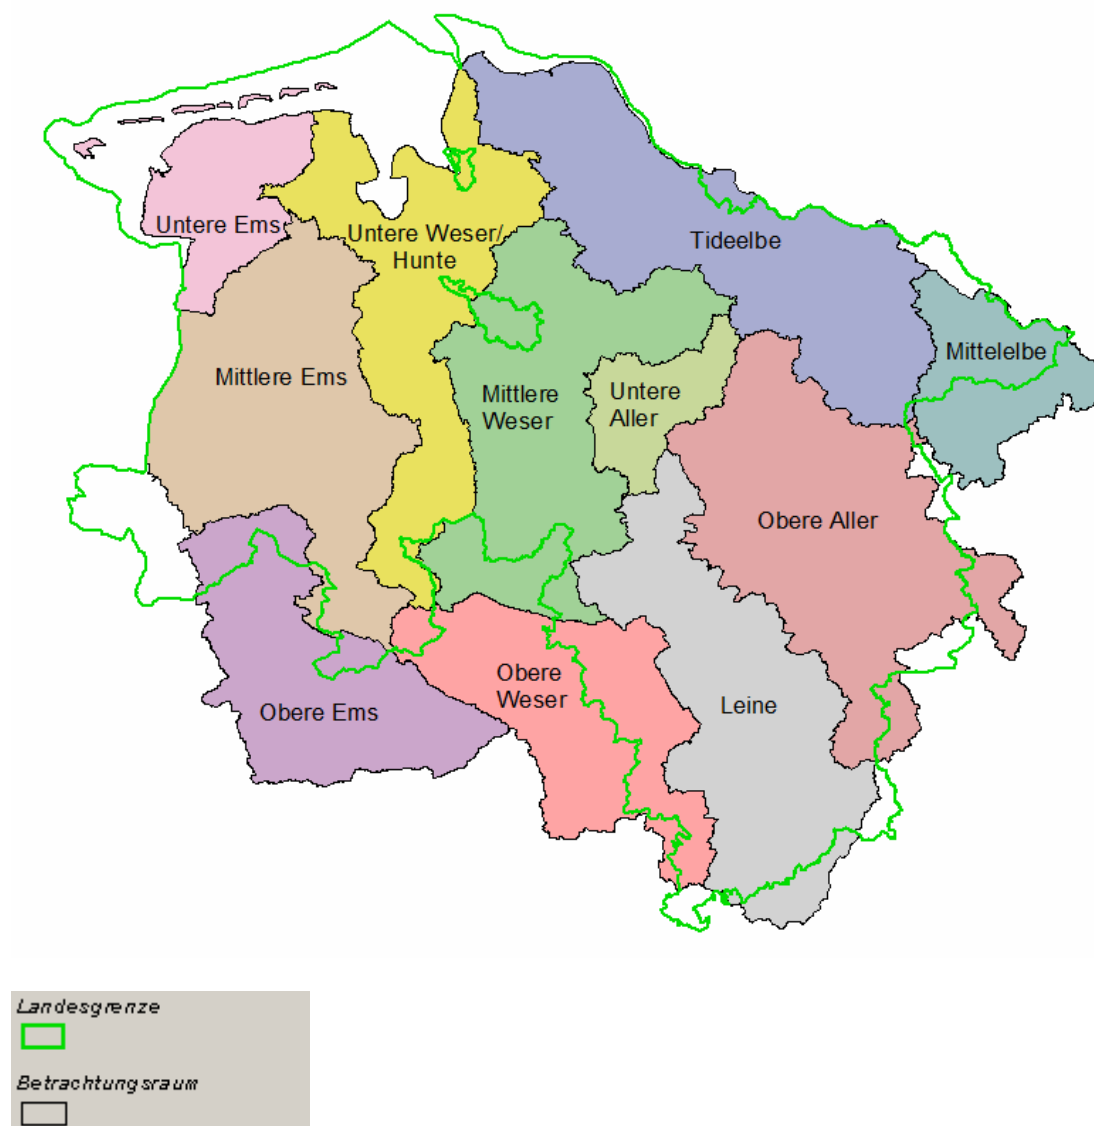 Untere Ems
Untere Weser/
Hunte
Tideelbe
Mittelelbe
Mittlere Ems
Mittlere
Weser
Untere
Aller
Obere Aller
Obere
Weser
Leine
Obere Ems
Landesgrenze
Betrachtungsraum